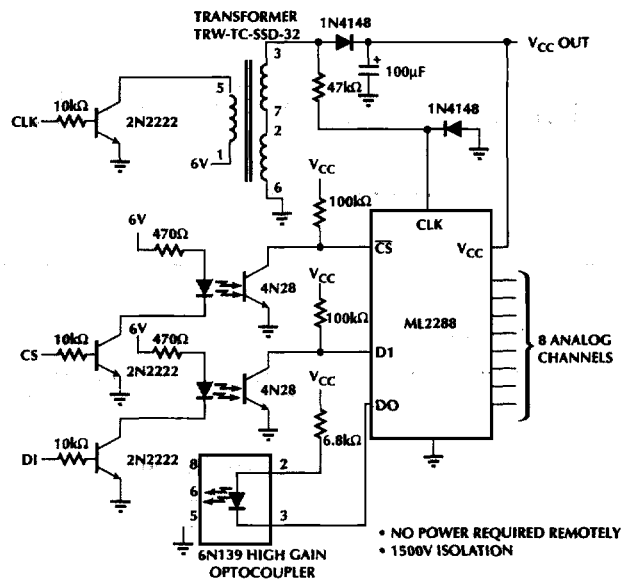 TRANSFORMER
TRW-TC-SSD-32
1N4148
3
VCC OUT
+
100µF
47kΩ
1N4148
5
10kΩ
CLK
2N2222
7
2
1
6V
6
VCC
100kΩ
CLK
6V
470Ω
CS
VCC
4N28
VCC
100kΩ
ML2288
8 ANALOG
CHANNELS
10kΩ
6V
470Ω
CS
2N2222
D1
4N28
VCC
DO
10kΩ
6.8kΩ
DI
2N2222
8
2
6
5
3
6N139 HIGH GAIN
OPTOCOUPLER
• NO POWER REQUIRED REMOTELY
• 1500V ISOLATION